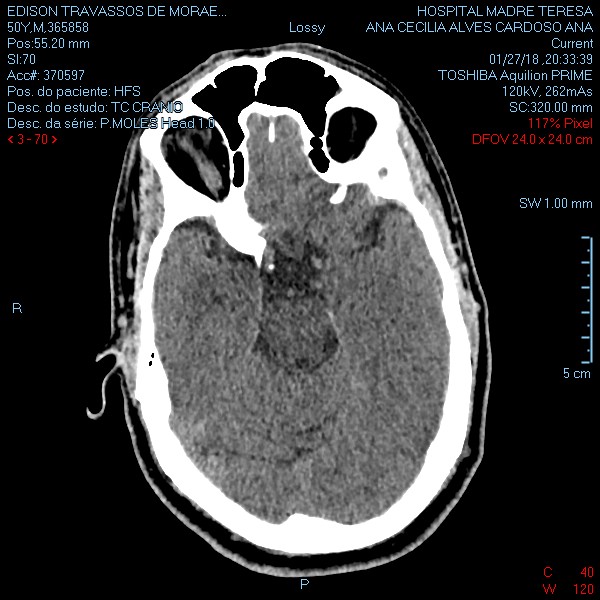 EDISON TRAVASSOS DE MORAE...
50Y,M,365858
Pos:55.20 mm
SI:70
Acc#: 370597
Pos. do paciente: HFS
Desc. do estudo: TC CRANIO
Desc. da série: P.MOLES Head 1.0
< 3 - 70 >
Lossy
HOSPITAL MADRE TERESA
ANA CECILIA ALVES CARDOSO ANA
Current
01/27/18 ,20:33:39
TOSHIBA Aquilion PRIME
120kV, 262mAs
SC:320.00 mm
117% Pixel
DFOV 24.0 x 24.0 cm
SW 1.00 mm
R
5 cm
P
C 40
W 120